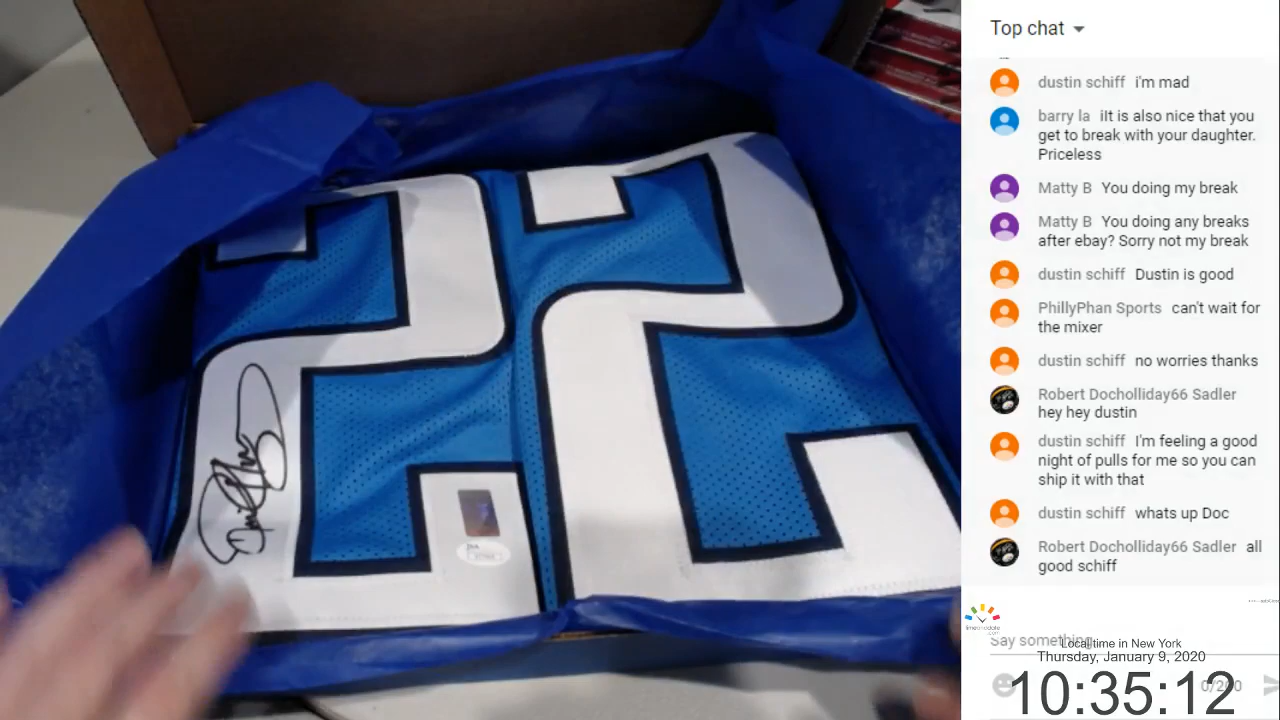 22
JSA
Top chat
dustin schiff i'm mad
barry la iIt is also nice that you
get to break with your daughter.
Priceless
Matty B You doing my break
Matty B You doing any breaks
after ebay? Sorry not my break
dustin schiff Dustin is good
PhillyPhan Sports can't wait for
the mixer
dustin schiff no worries thanks
Robert Docholliday66 Sadler
hey hey dustin
dustin schiff I'm feeling a good
night of pulls for me so you can
ship it with that
dustin schiff whats up Doc
Robert Docholliday66 Sadler all
good schiff
timeanddate
.com
Say something...
Local time in New York
Thursday, January 9, 2020
0/200
10:35:12